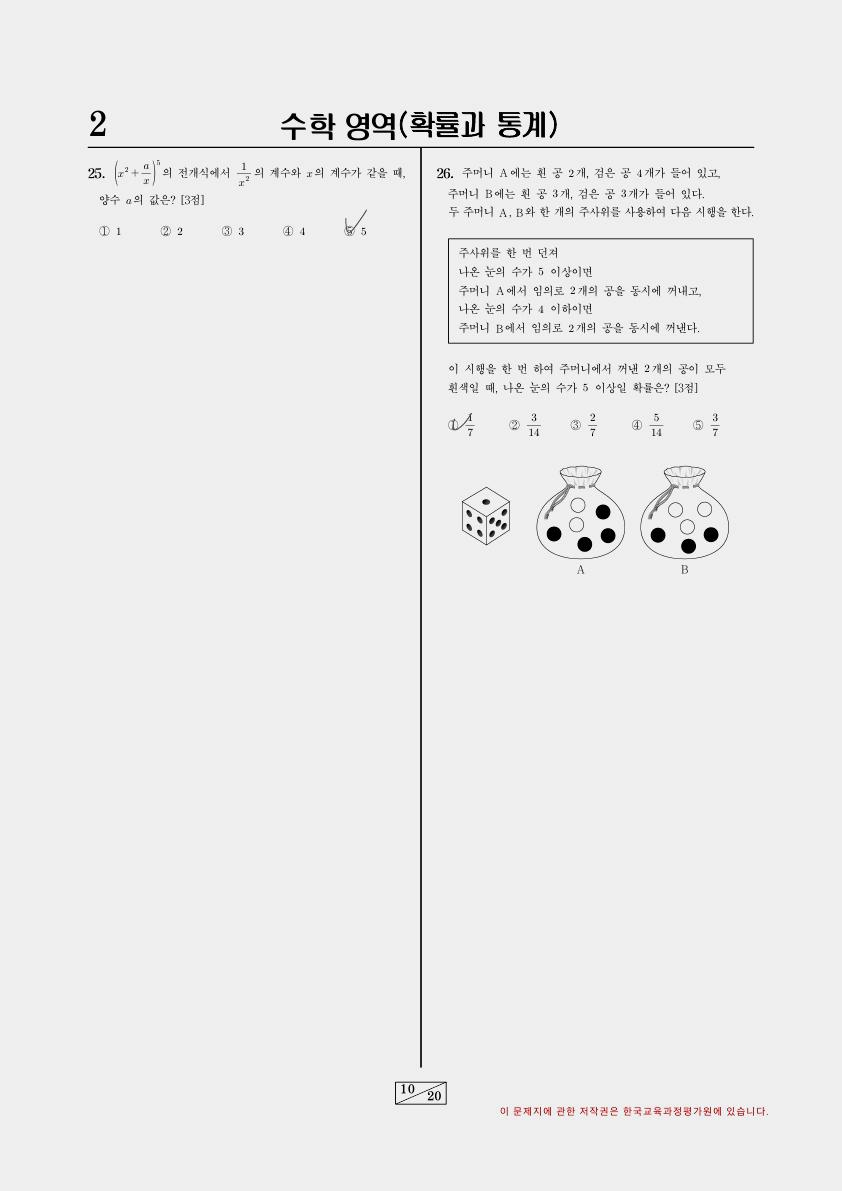 2
수학 영역(확률과 통계)
25. (x² + a/x)⁵의 전개식에서 1/x²의 계수와 x의 계수가 같을 때,
양수 a의 값은? [3점]
① 1 ② 2 ③ 3 ④ 4 ⑤ 5
26. 주머니 A에는 흰 공 2개, 검은 공 4개가 들어 있고,
주머니 B에는 흰 공 3개, 검은 공 3개가 들어 있다.
두 주머니 A, B와 한 개의 주사위를 사용하여 다음 시행을 한다.
주사위를 한 번 던져
나온 눈의 수가 5 이상이면
주머니 A에서 임의로 2개의 공을 동시에 꺼내고,
나온 눈의 수가 4 이하이면
주머니 B에서 임의로 2개의 공을 동시에 꺼낸다.
이 시행을 한 번 하여 주머니에서 꺼낸 2개의 공이 모두
흰색일 때, 나온 눈의 수가 5 이상일 확률은? [3점]
① 1/7 ② 3/14 ③ 2/7 ④ 5/14 ⑤ 3/7
A B
10
20
이 문제지에 관한 저작권은 한국교육과정평가원에 있습니다.